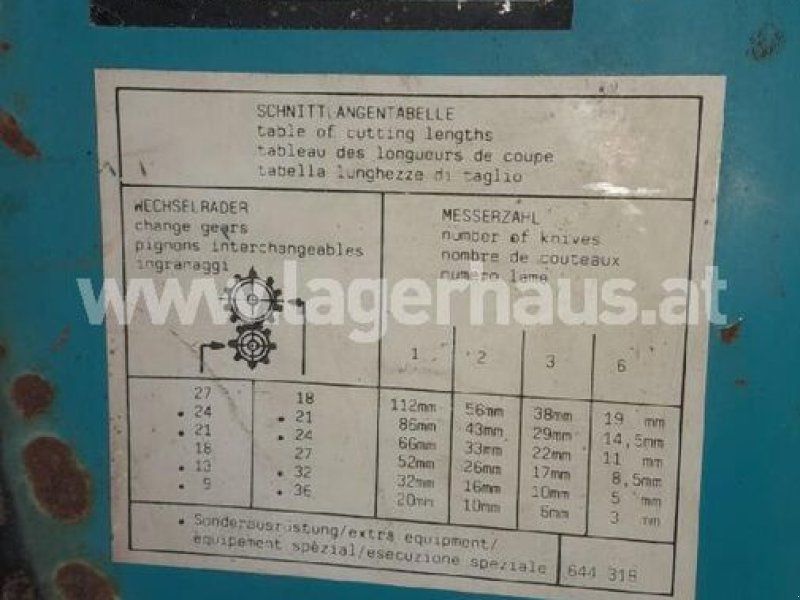 SCHNITTLANGENTABELLE
table of cutting lengths
tableau des longueurs de coupe
tabella lunghezze di taglio
WECHSELRADER
change gears
pignons interchangeables
ingranaggi
MESSERZAHL
number of knives
nombre de couteaux
numero lame
www.lagernaus.at
1 2 3 6
27 18 112mm 56mm 38mm 19 mm
• 24 • 21 86mm 43mm 29mm 14,5mm
• 21 • 24 66mm 33mm 22mm 11 mm
18 27 52mm 26mm 17mm 8,5mm
• 13 • 32 32mm 16mm 10mm 5 mm
• 9 • 36 20mm 10mm 6mm 3 mm
• Sonderausrüstung/extra equipment/
équipement spèzial/esecuzione speziale
644 318